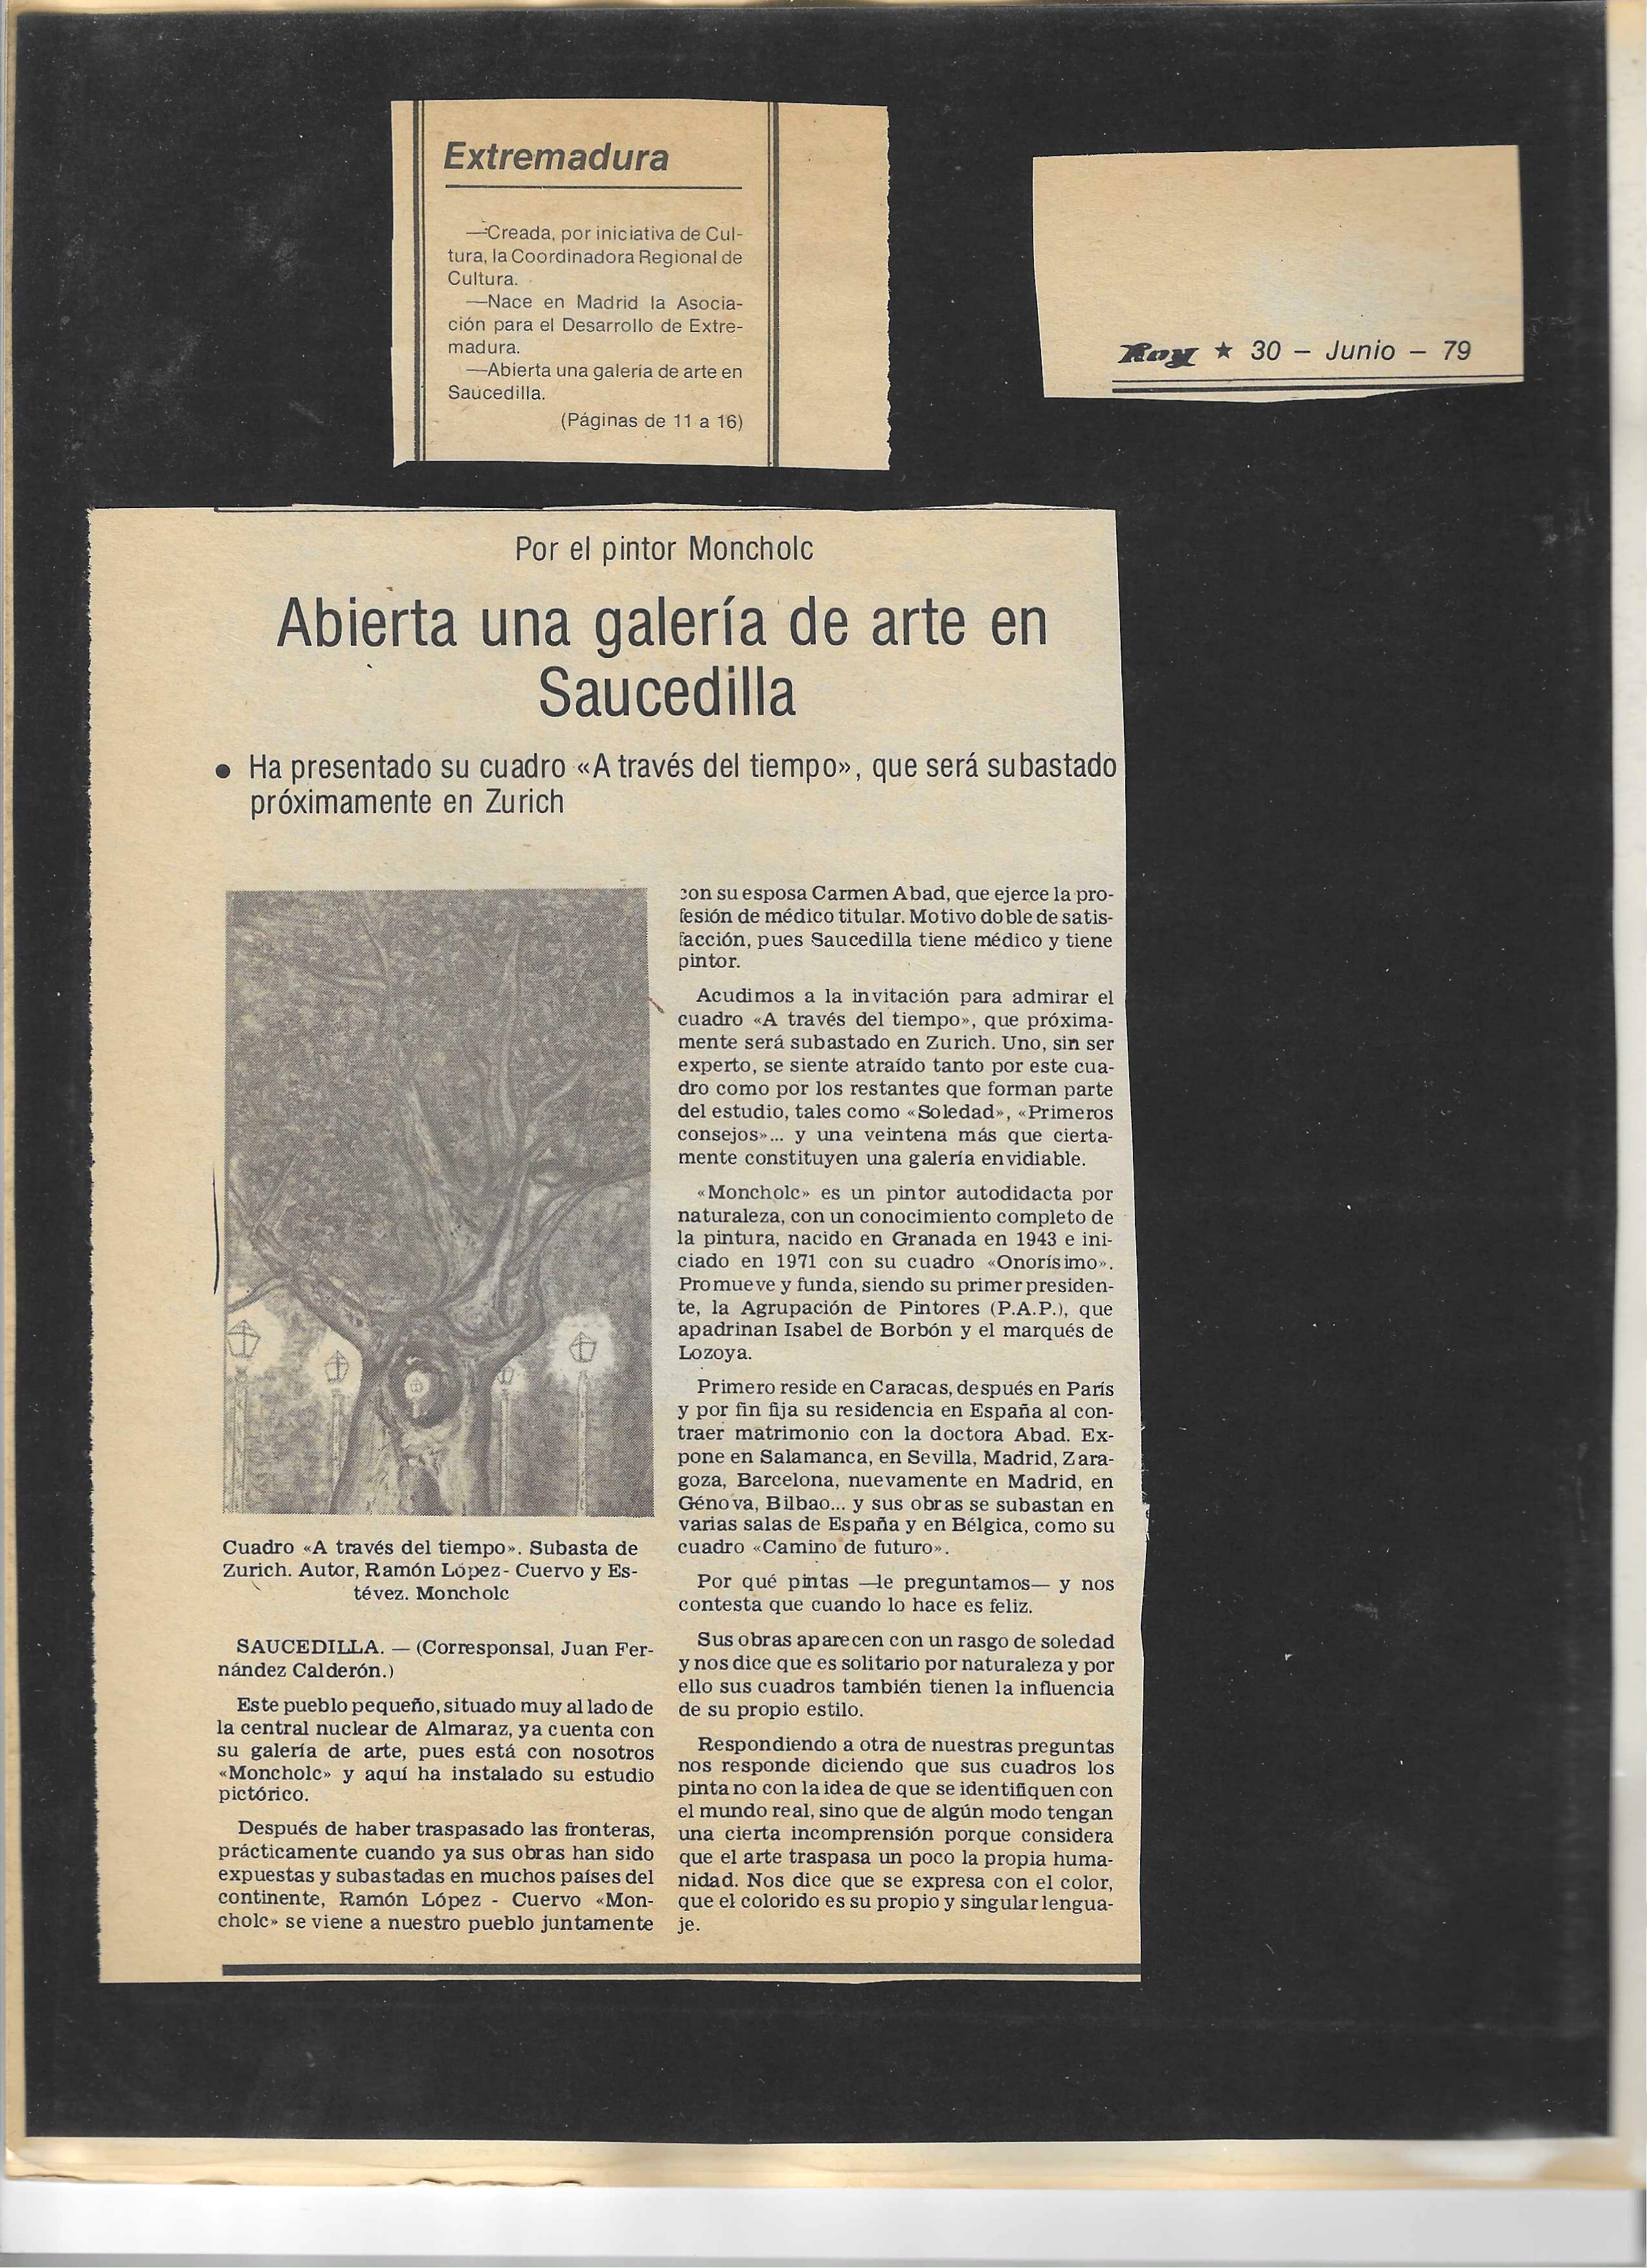 Extremadura
—Creada, por iniciativa de Cul-
tura, la Coordinadora Regional de
Cultura.
—Nace en Madrid la Asocia-
ción para el Desarrollo de Extre-
madura.
—Abierta una galería de arte en
Saucedilla.
(Páginas de 11 a 16)
Hoy ★ 30 – Junio – 79
Por el pintor Moncholc
Abierta una galería de arte en
Saucedilla
● Ha presentado su cuadro «A través del tiempo», que será subastado
próximamente en Zurich
Cuadro «A través del tiempo». Subasta de
Zurich. Autor, Ramón López- Cuervo y Es-
tévez. Moncholc
SAUCEDILLA. — (Corresponsal, Juan Fer-
nández Calderón.)
Este pueblo pequeño, situado muy al lado de
la central nuclear de Almaraz, ya cuenta con
su galería de arte, pues está con nosotros
«Moncholc» y aquí ha instalado su estudio
pictórico.
Después de haber traspasado las fronteras,
prácticamente cuando ya sus obras han sido
expuestas y subastadas en muchos países del
continente, Ramón López - Cuervo «Mon-
cholc» se viene a nuestro pueblo juntamente
con su esposa Carmen Abad, que ejerce la pro-
fesión de médico titular. Motivo doble de satis-
facción, pues Saucedilla tiene médico y tiene
pintor.
Acudimos a la invitación para admirar el
cuadro «A través del tiempo», que próxima-
mente será subastado en Zurich. Uno, sin ser
experto, se siente atraído tanto por este cua-
dro como por los restantes que forman parte
del estudio, tales como «Soledad», «Primeros
consejos»... y una veintena más que cierta-
mente constituyen una galería envidiable.
«Moncholc» es un pintor autodidacta por
naturaleza, con un conocimiento completo de
la pintura, nacido en Granada en 1943 e ini-
ciado en 1971 con su cuadro «Onorísimo».
Promueve y funda, siendo su primer presiden-
te, la Agrupación de Pintores (P.A.P.), que
apadrinan Isabel de Borbón y el marqués de
Lozoya.
Primero reside en Caracas, después en París
y por fin fija su residencia en España al con-
traer matrimonio con la doctora Abad. Ex-
pone en Salamanca, en Sevilla, Madrid, Zara-
goza, Barcelona, nuevamente en Madrid, en
Génova, Bilbao... y sus obras se subastan en
varias salas de España y en Bélgica, como su
cuadro «Camino de futuro».
Por qué pintas —le preguntamos— y nos
contesta que cuando lo hace es feliz.
Sus obras aparecen con un rasgo de soledad
y nos dice que es solitario por naturaleza y por
ello sus cuadros también tienen la influencia
de su propio estilo.
Respondiendo a otra de nuestras preguntas
nos responde diciendo que sus cuadros los
pinta no con la idea de que se identifiquen con
el mundo real, sino que de algún modo tengan
una cierta incomprensión porque considera
que el arte traspasa un poco la propia huma-
nidad. Nos dice que se expresa con el color,
que el colorido es su propio y singular lengua-
je.